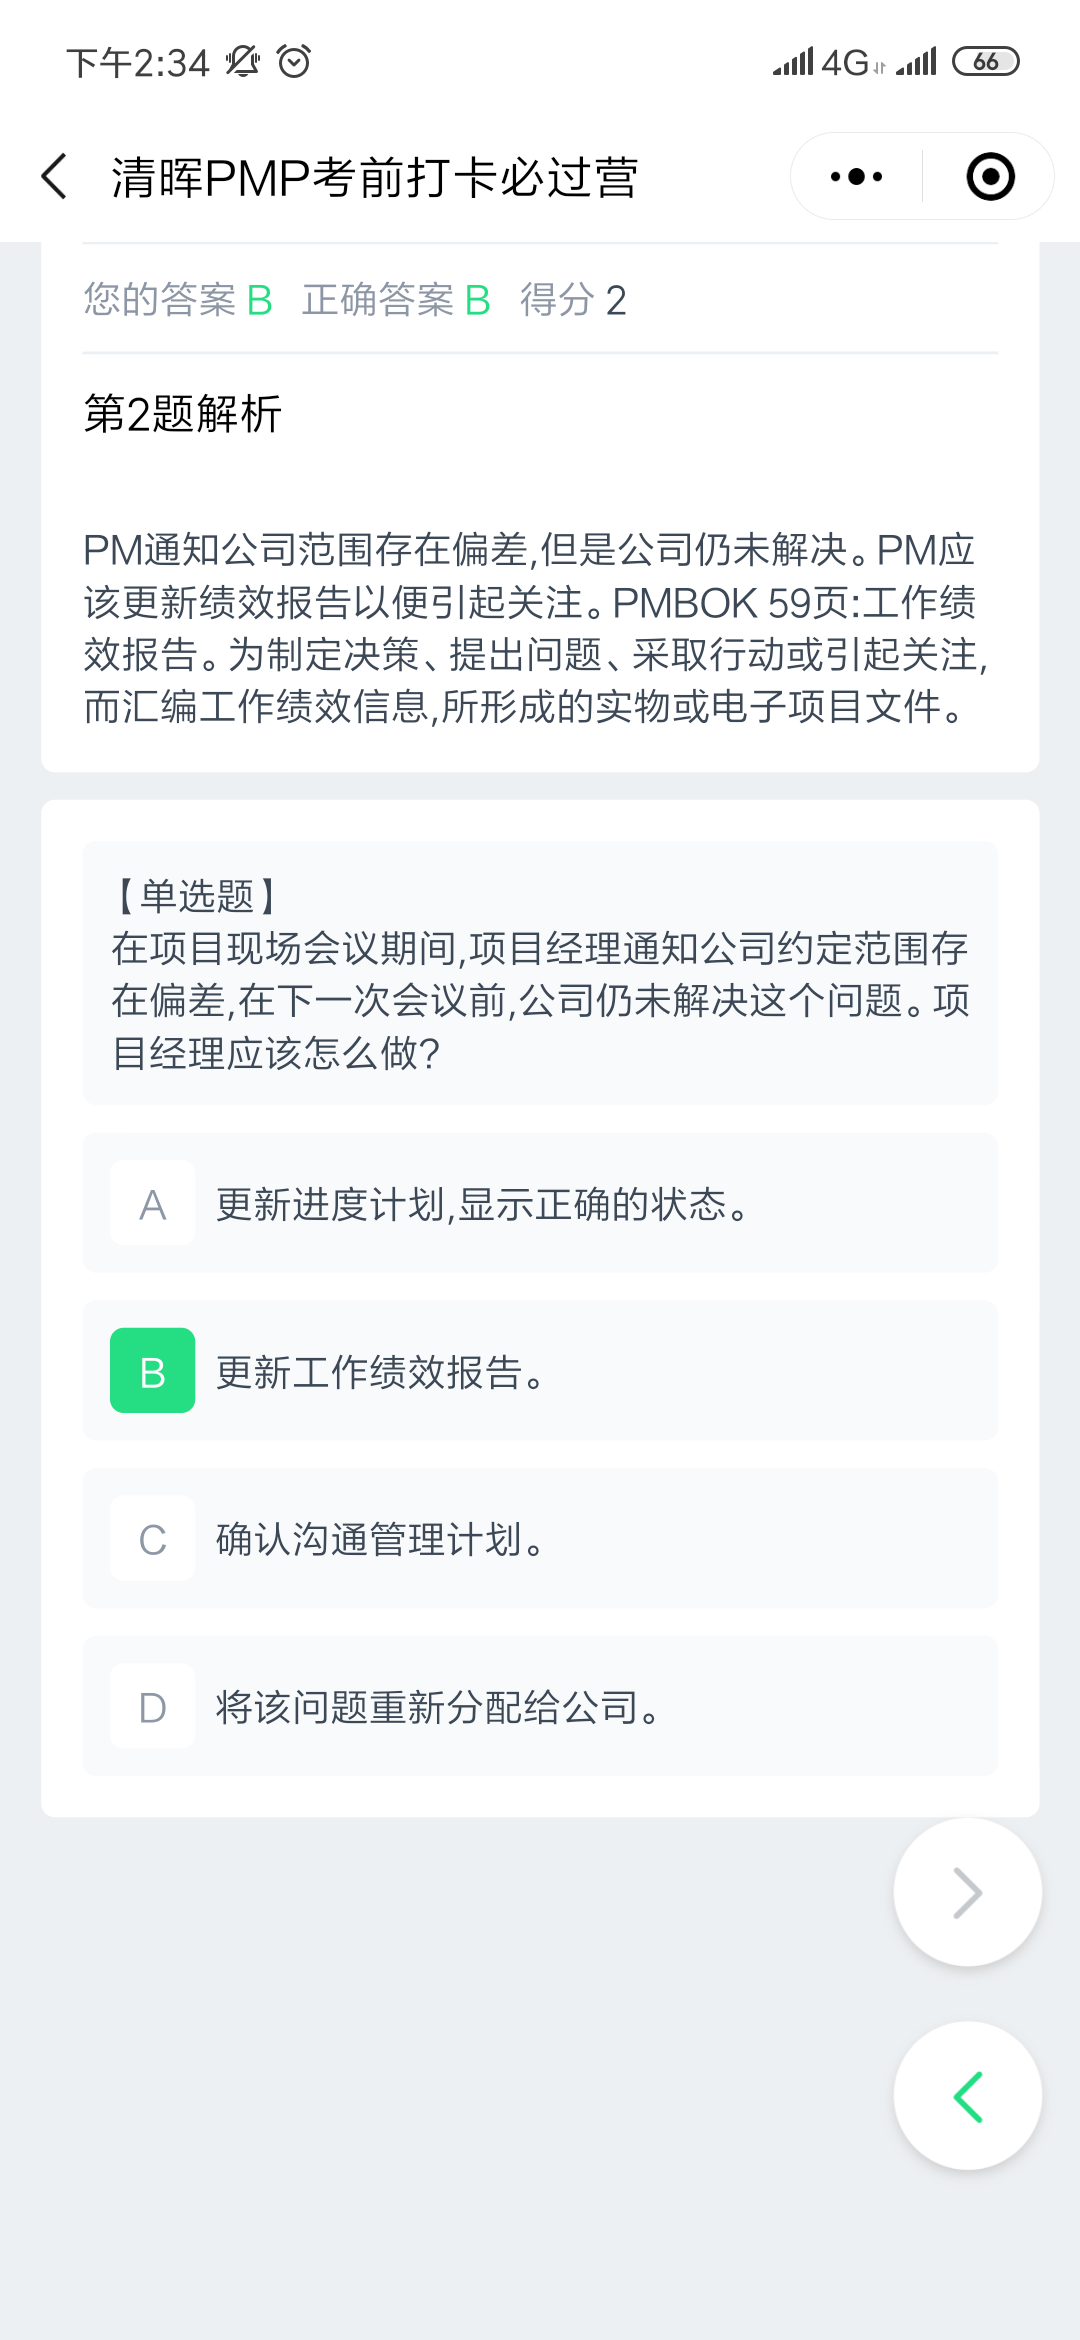 下午2:34 4G 66
清晖PMP考前打卡必过营
您的答案 B 正确答案 B 得分 2
第2题解析
PM通知公司范围存在偏差,但是公司仍未解决。PM应
该更新绩效报告以便引起关注。PMBOK 59页:工作绩
效报告。为制定决策、提出问题、采取行动或引起关注,
而汇编工作绩效信息,所形成的实物或电子项目文件。
【单选题】
在项目现场会议期间,项目经理通知公司约定范围存
在偏差,在下一次会议前,公司仍未解决这个问题。项
目经理应该怎么做?
A 更新进度计划,显示正确的状态。
B 更新工作绩效报告。
C 确认沟通管理计划。
D 将该问题重新分配给公司。